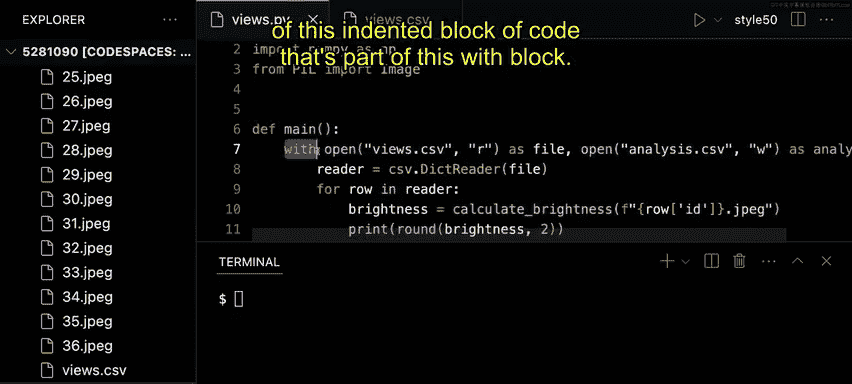 EXPLORER
views.py
views.csv
style50
5281090 [CODESPACES: ...
25.jpeg
26.jpeg
27.jpeg
28.jpeg
29.jpeg
30.jpeg
31.jpeg
32.jpeg
33.jpeg
34.jpeg
35.jpeg
36.jpeg
views.csv
of this indented block of code
that's part of this with block.
2 import numpy as np
3 from PIL import Image
4
5
6 def main():
7 with open("views.csv", "r") as file, open("analysis.csv", "w") as analy
8 reader = csv.DictReader(file)
9 for row in reader:
10 brightness = calculate_brightness(f"{row['id']}.jpeg")
11 print(round(brightness, 2))
TERMINAL
$